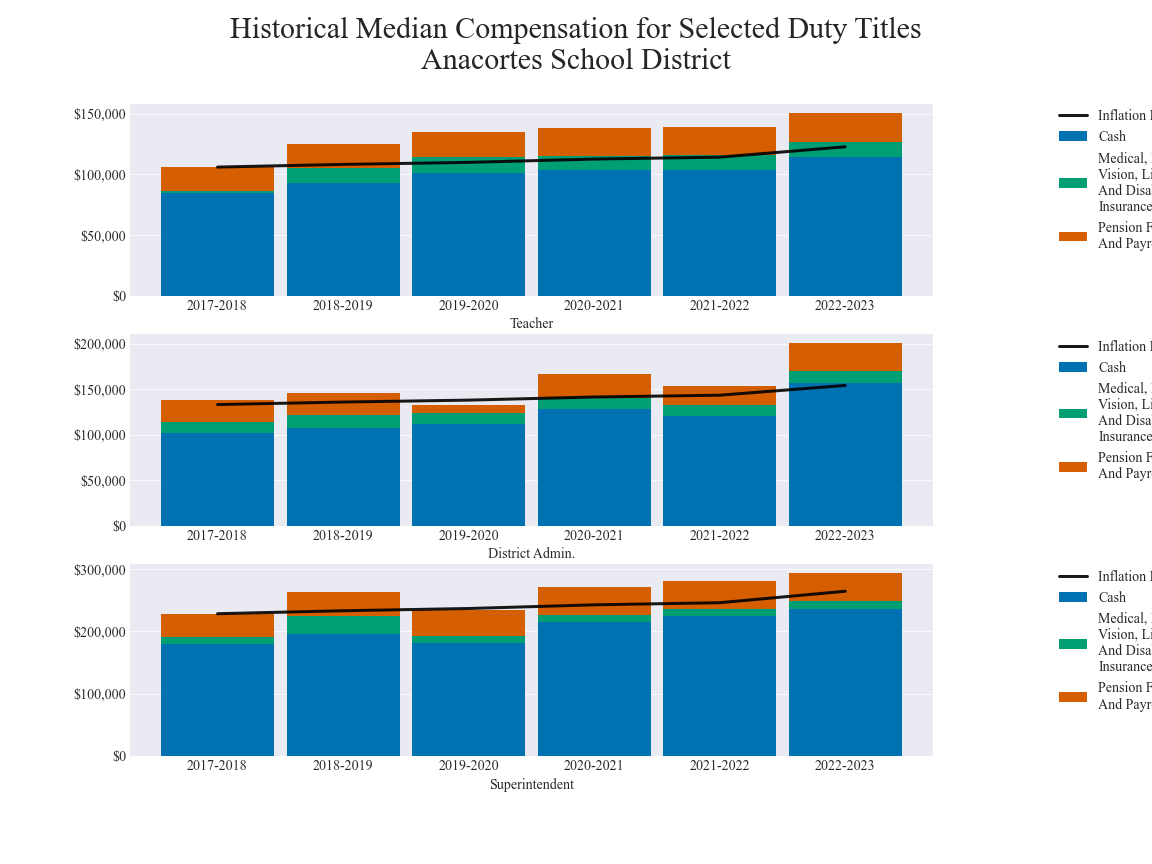 Historical Median Compensation for Selected Duty Titles
Anacortes School District
$150,000
$100,000
$50,000
$0
2017-2018 2018-2019 2019-2020 2020-2021 2021-2022 2022-2023
Teacher
Inflation
Cash
Medical,
Vision,
And
Insurance
Pension
And
$200,000
$150,000
$100,000
$50,000
$0
2017-2018 2018-2019 2019-2020 2020-2021 2021-2022 2022-2023
District Admin.
Inflation
Cash
Medical,
Vision,
And
Insurance
Pension
And
$300,000
$200,000
$100,000
$0
2017-2018 2018-2019 2019-2020 2020-2021 2021-2022 2022-2023
Superintendent
Inflation
Cash
Medical,
Vision,
And
Insurance
Pension
And